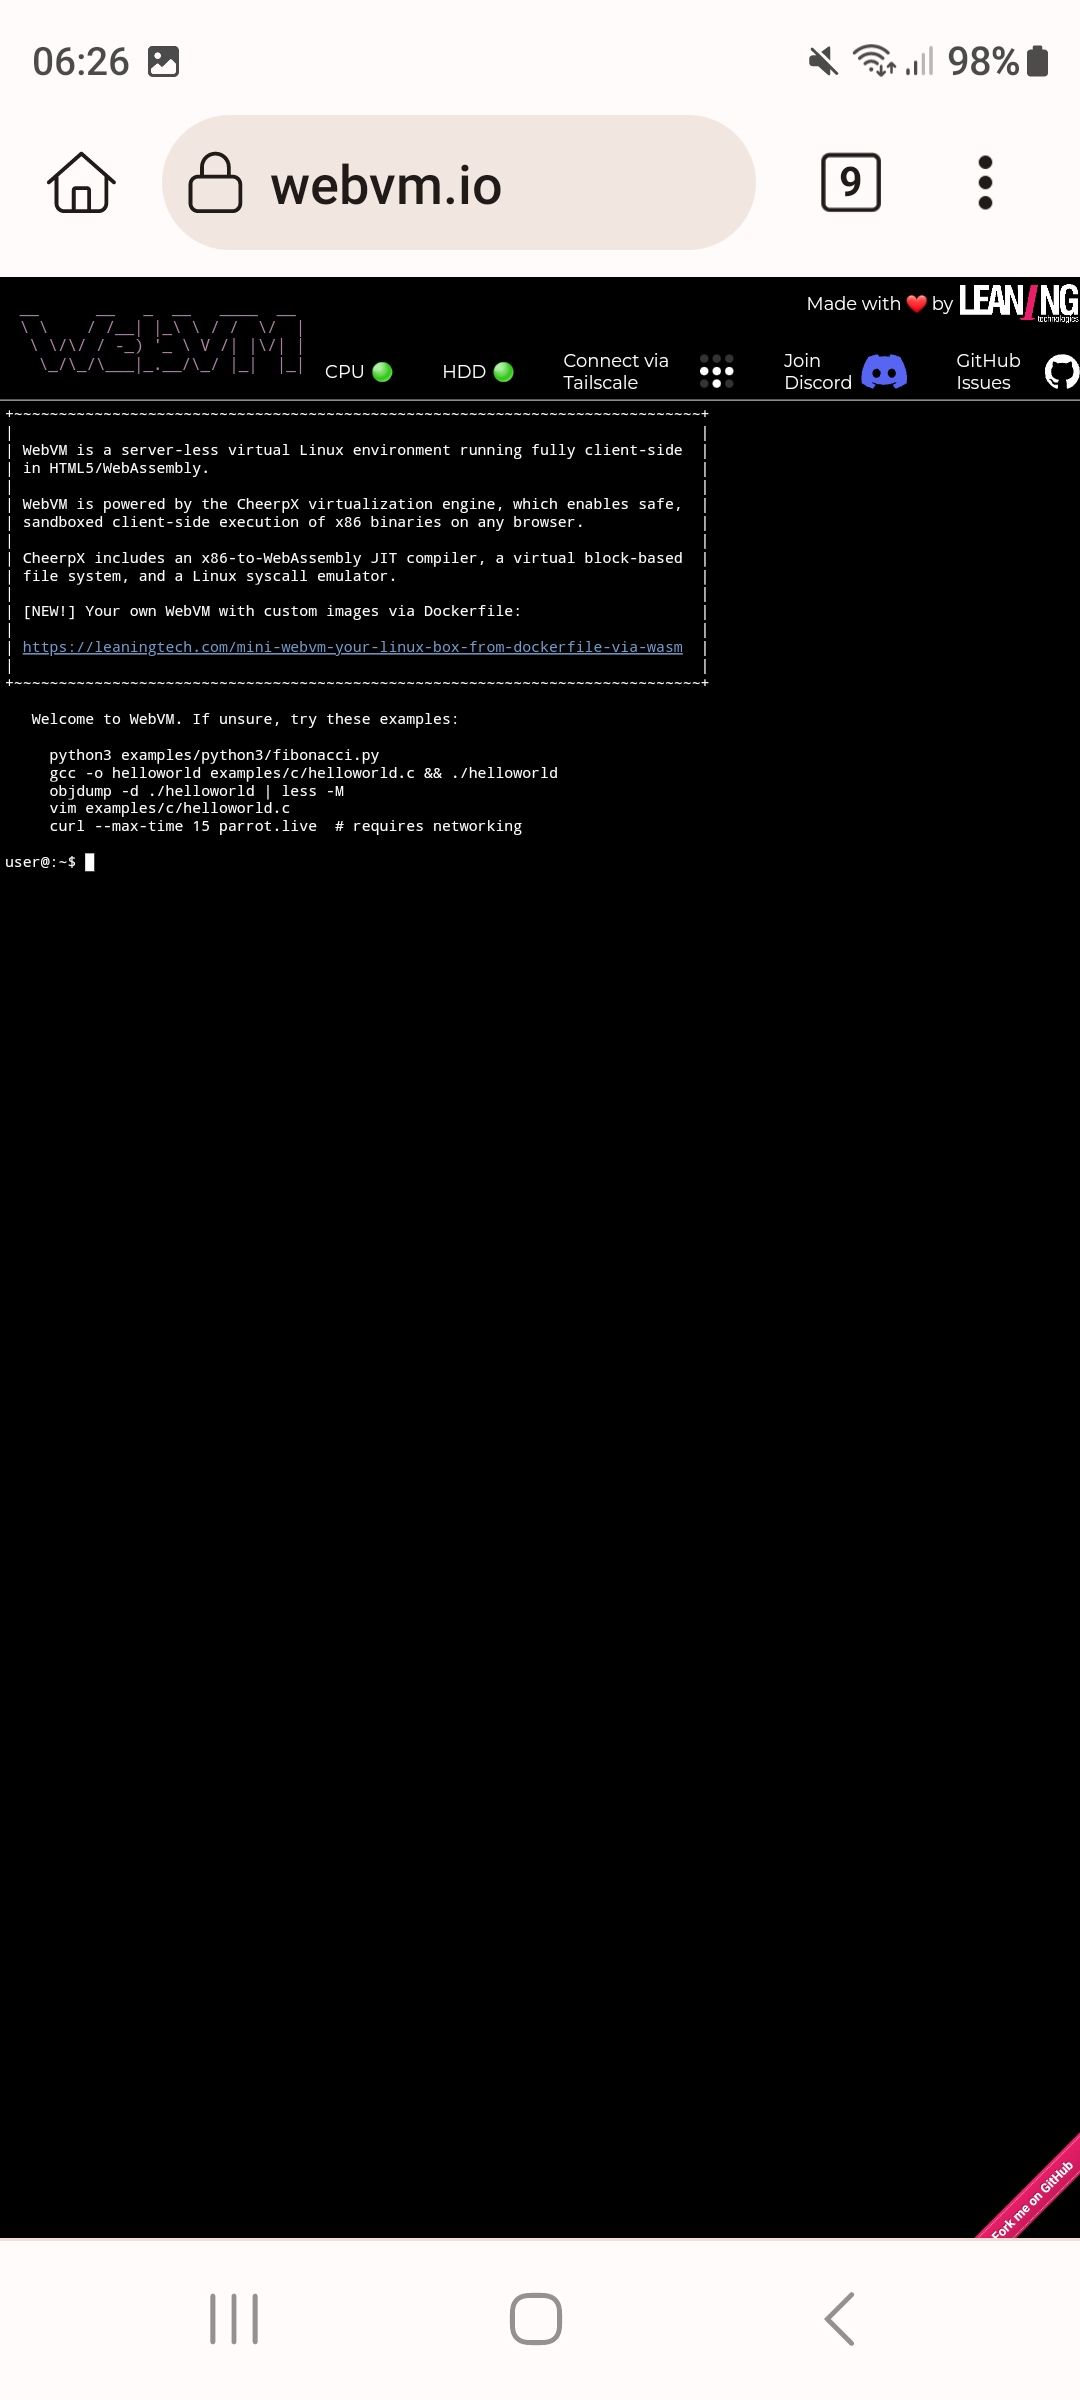 06:26
98%
webvm.io
9
Made with ❤️ by LEANING
technologies
WebVM
CPU
HDD
Connect via
Tailscale
Join
Discord
GitHub
Issues
WebVM is a server-less virtual Linux environment running fully client-side
in HTML5/WebAssembly.
WebVM is powered by the CheerpX virtualization engine, which enables safe,
sandboxed client-side execution of x86 binaries on any browser.
CheerpX includes an x86-to-WebAssembly JIT compiler, a virtual block-based
file system, and a Linux syscall emulator.
[NEW!] Your own WebVM with custom images via Dockerfile:
https://leaningtech.com/mini-webvm-your-linux-box-from-dockerfile-via-wasm
Welcome to WebVM. If unsure, try these examples:
python3 examples/python3/fibonacci.py
gcc -o helloworld examples/c/helloworld.c && ./helloworld
objdump -d ./helloworld | less -M
vim examples/c/helloworld.c
curl --max-time 15 parrot.live  # requires networking
user@:~$
Fork me on GitHub